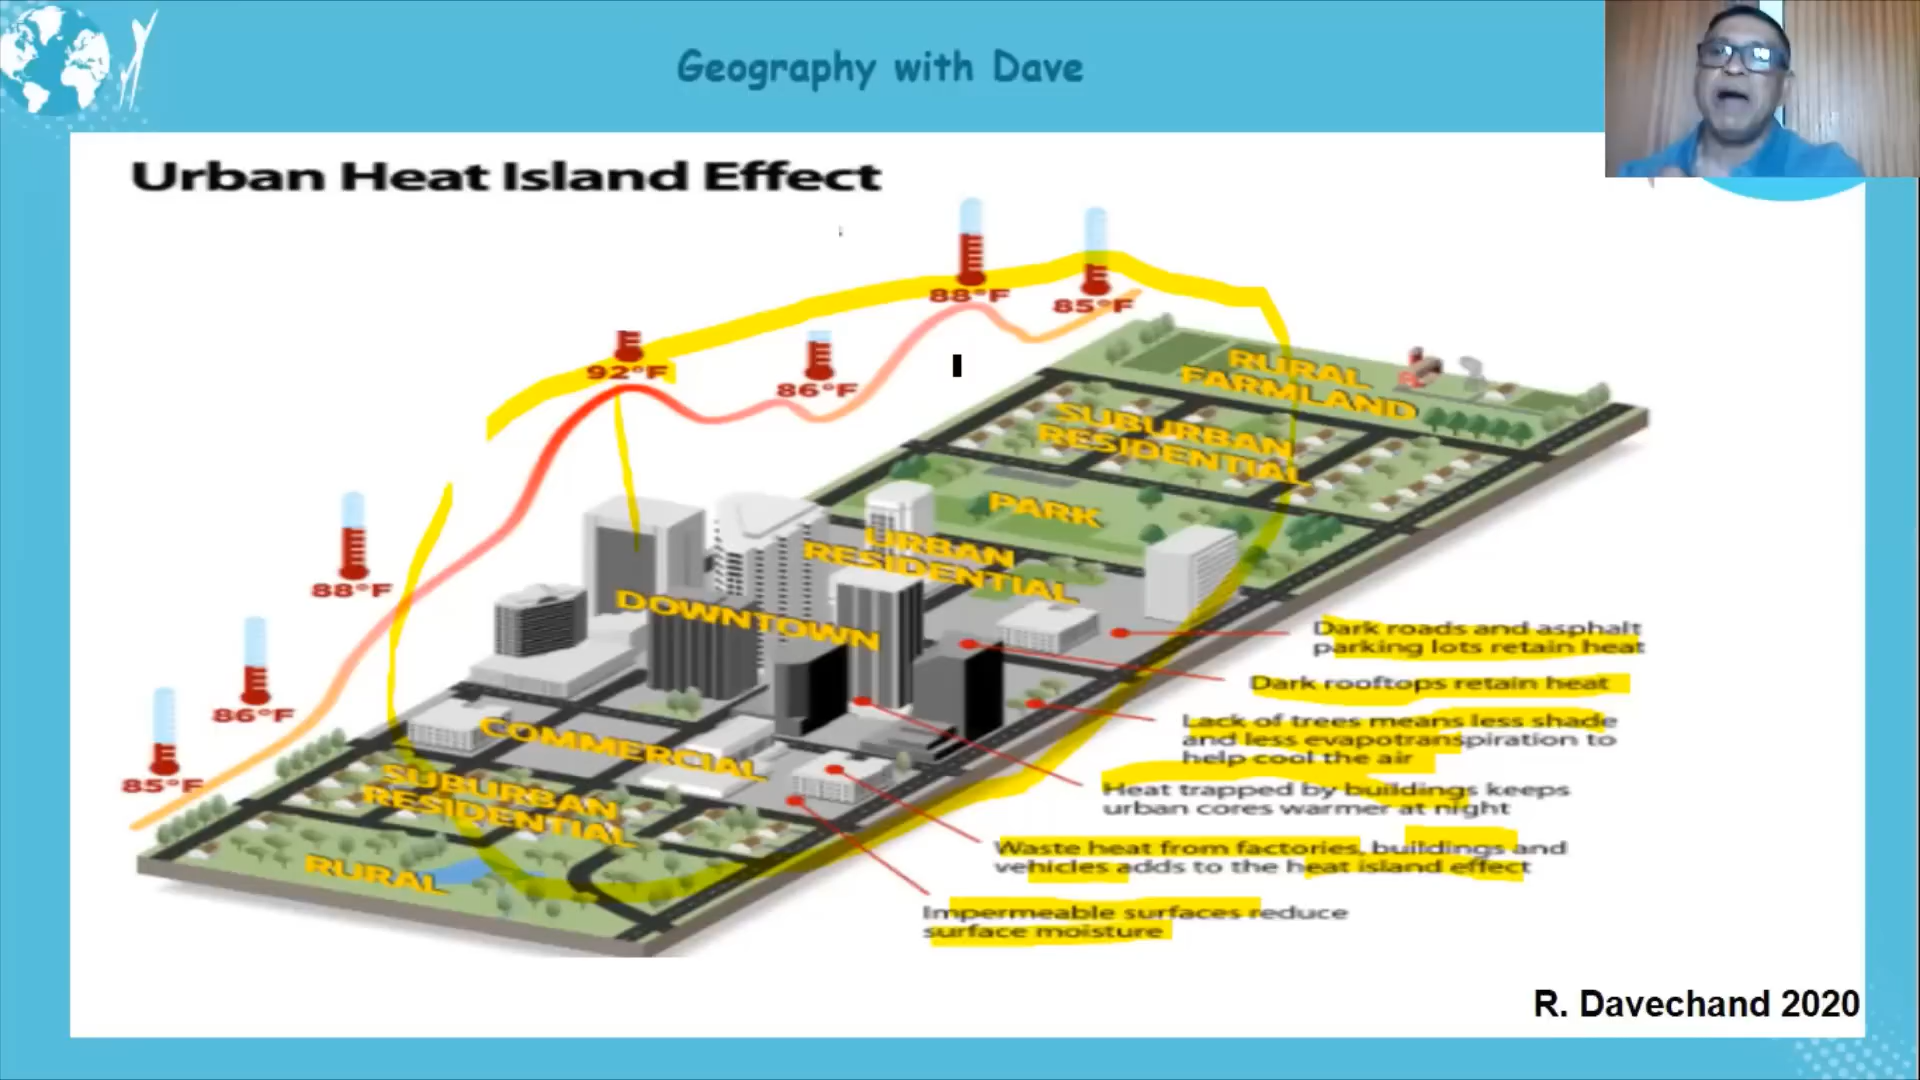 Geography with Dave
Urban Heat Island Effect
88°F
85°F
92°F
86°F
88°F
86°F
85°F
RURAL
FARMLAND
SUBURBAN
RESIDENTIAL
PARK
URBAN
RESIDENTIAL
DOWNTOWN
COMMERCIAL
SUBURBAN
RESIDENTIAL
RURAL
Dark roads and asphalt
parking lots retain heat
Dark rooftops retain heat
Lack of trees means less shade
and less evapotranspiration to
help cool the air
Heat trapped by buildings keeps
urban cores warmer at night
Waste heat from factories, buildings and
vehicles adds to the heat island effect
Impermeable surfaces reduce
surface moisture
R. Davechand 2020